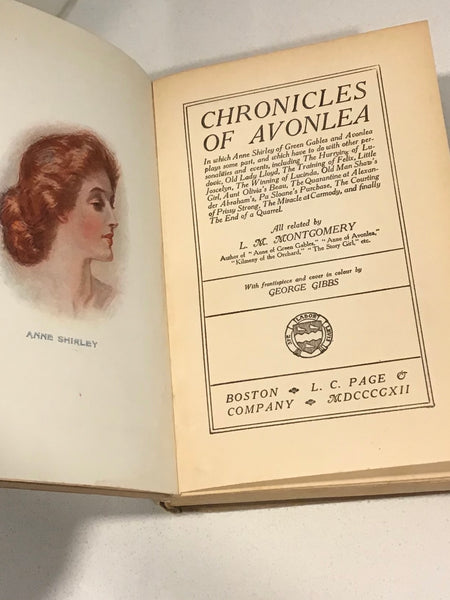 ANNE SHIRLEY
CHRONICLES
OF AVONLEA
In which Anne Shirley of Green Gables and Avonlea
plays some part, and which have to do with other per-
sonalities and events, including The Hurrying of Lu-
dovic, Old Lady Lloyd, The Training of Felix, Little
Joscelyn, The Winning of Lucinda, Old Man Shaw's
Girl, Aunt Olivia's Beau, The Quarantine at Alexan-
der Abraham's, Pa Sloane's Purchase, The Courting
of Prissy Strong, The Miracle at Carmody, and finally
The End of a Quarrel.
All related by
L. M. MONTGOMERY
Author of "Anne of Green Gables," "Anne of Avonlea,"
"Kilmeny of the Orchard," "The Story Girl," etc.
With frontispiece and cover in colour by
GEORGE GIBBS
BOSTON L. C. PAGE &
COMPANY MDCCCCXII